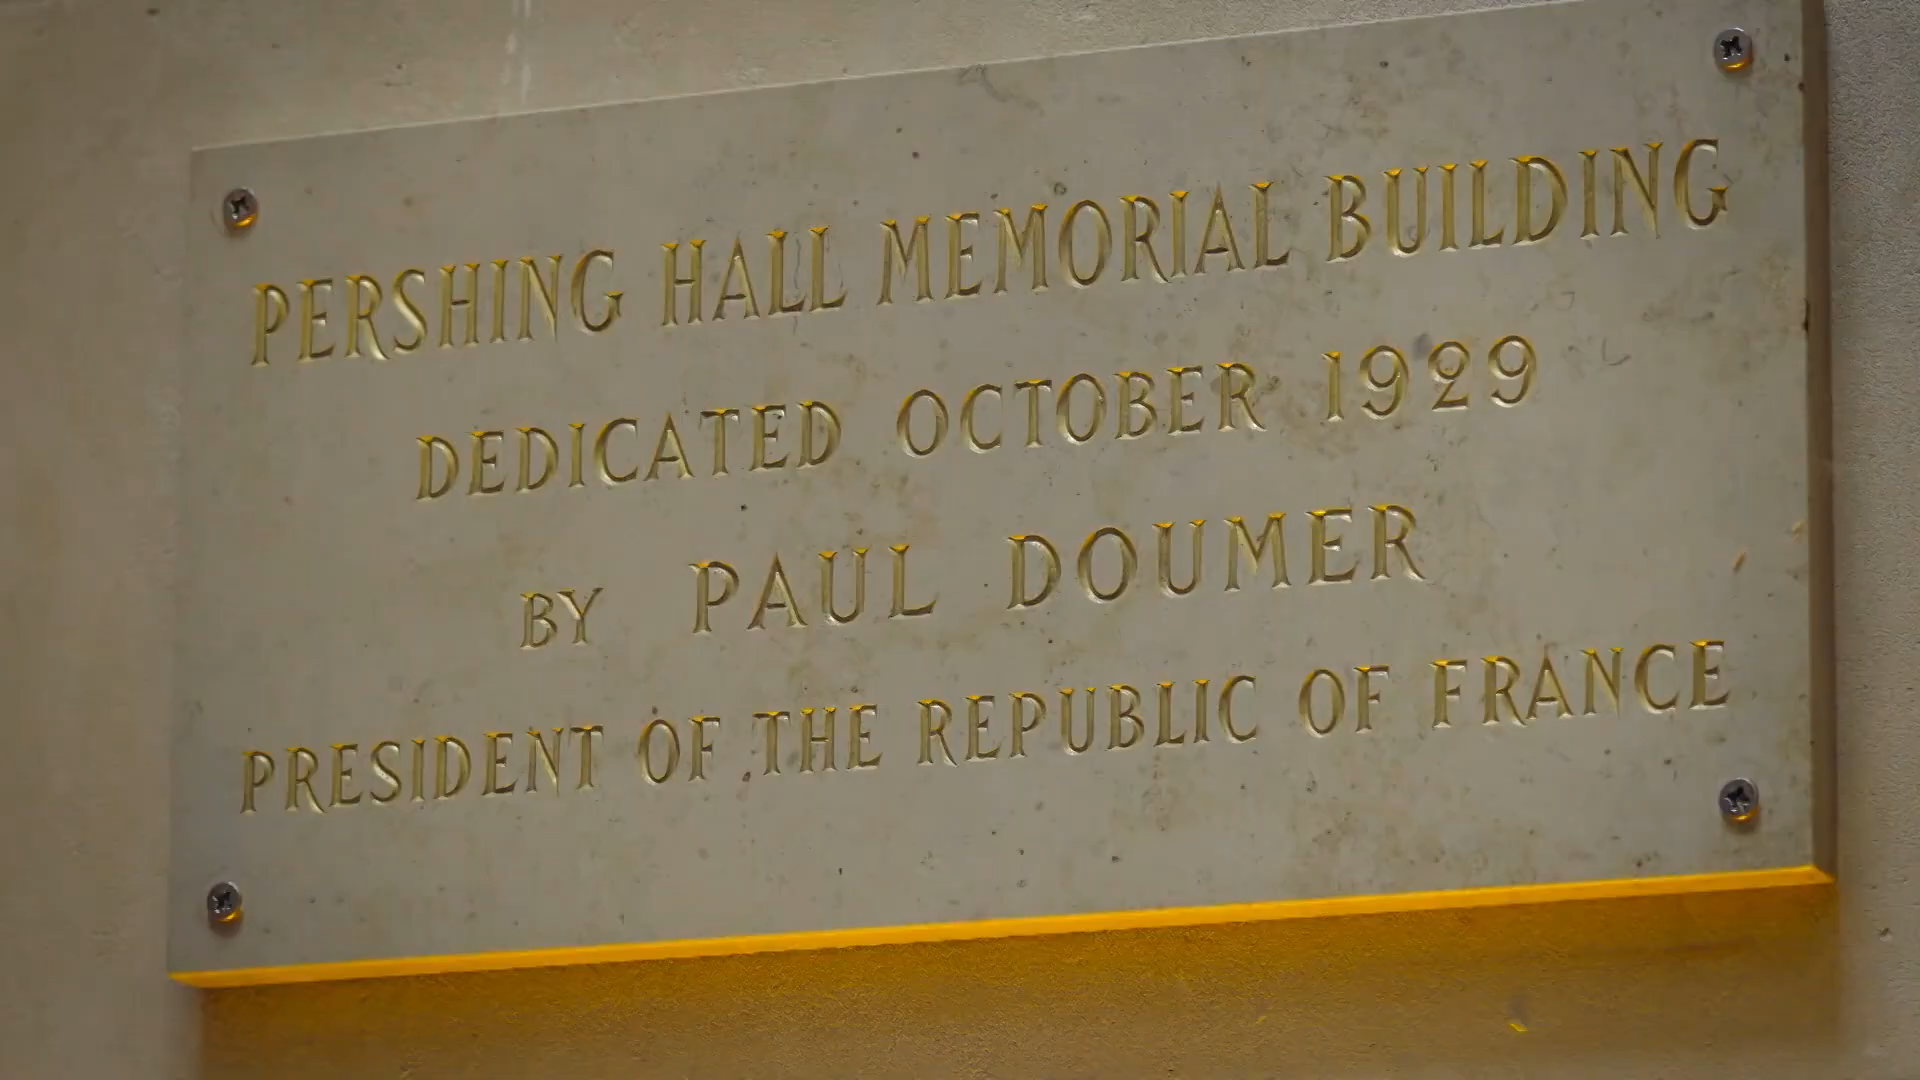 PERSHING HALL MEMORIAL BUILDING
DEDICATED OCTOBER 1929
BY PAUL DOUMER
PRESIDENT OF THE REPUBLIC OF FRANCE